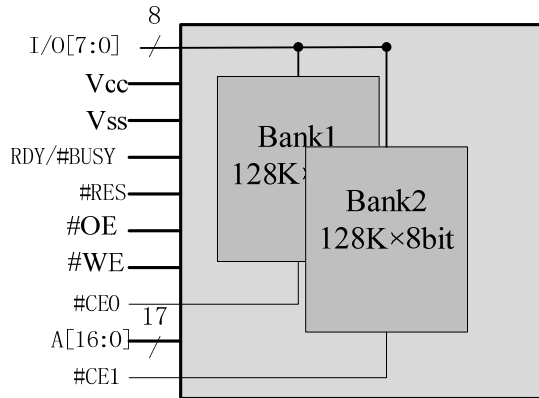 8
I/O[7:0]
Vcc
Vss
RDY/#BUSY
#RES
#OE
#WE
#CE0
17
A[16:0]
#CE1
Bank1
128K×
Bank2
128K×8bit